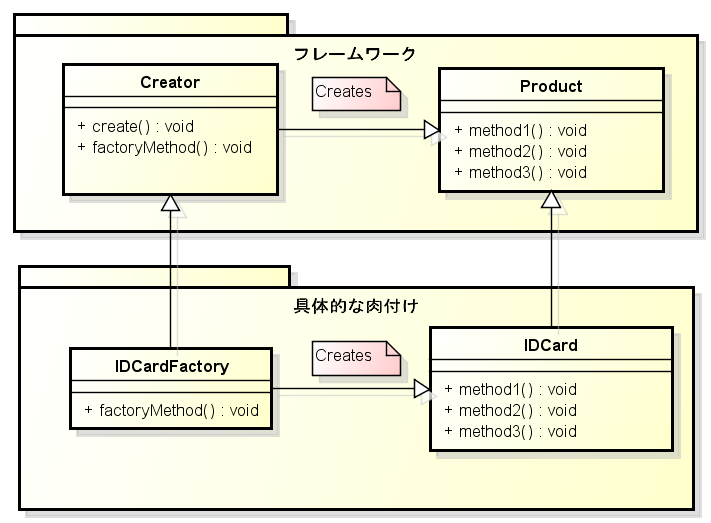 フレームワーク
Creator
+ create() : void
+ factoryMethod() : void
Creates
Product
+ method1() : void
+ method2() : void
+ method3() : void
具体的な肉付け
IDCardFactory
+ factoryMethod() : void
Creates
IDCard
+ method1() : void
+ method2() : void
+ method3() : void